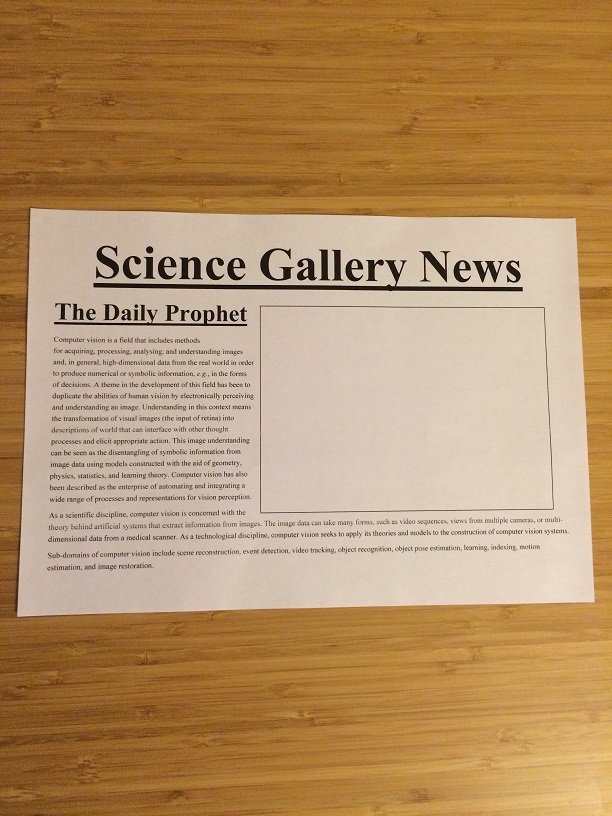 Science Gallery News
The Daily Prophet
Computer vision is a field that includes methods
for acquiring, processing, analysing, and understanding images
and, in general, high-dimensional data from the real world in order
to produce numerical or symbolic information, e.g., in the forms
of decisions. A theme in the development of this field has been to
duplicate the abilities of human vision by electronically perceiving
and understanding an image. Understanding in this context means
the transformation of visual images (the input of retina) into
descriptions of world that can interface with other thought
processes and elicit appropriate action. This image understanding
can be seen as the disentangling of symbolic information from
image data using models constructed with the aid of geometry,
physics, statistics, and learning theory. Computer vision has also
been described as the enterprise of automating and integrating a
wide range of processes and representations for vision perception.
As a scientific discipline, computer vision is concerned with the
theory behind artificial systems that extract information from images. The image data can take many forms, such as video sequences, views from multiple cameras, or multi-
dimensional data from a medical scanner. As a technological discipline, computer vision seeks to apply its theories and models to the construction of computer vision systems.
Sub-domains of computer vision include scene reconstruction, event detection, video tracking, object recognition, object pose estimation, learning, indexing, motion
estimation, and image restoration.